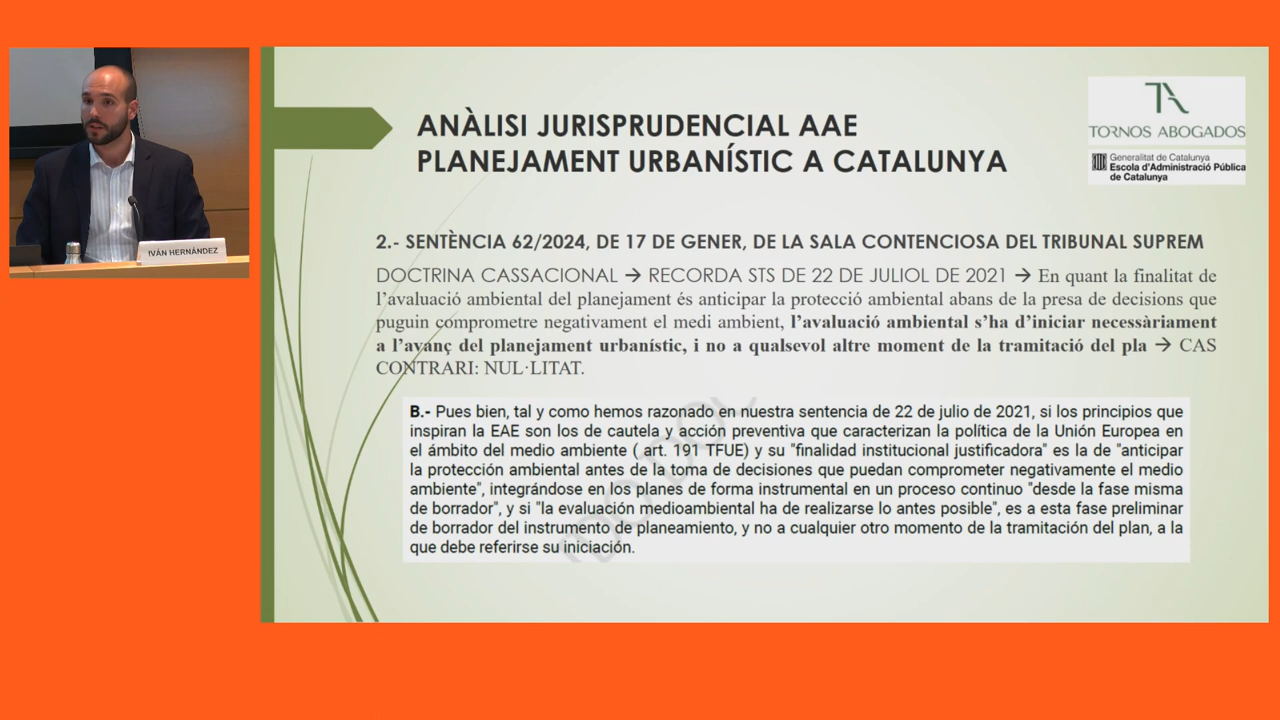 IVÁN HERNÁNDEZ
ANÀLISI JURISPRUDENCIAL AAE
PLANEJAMENT URBANÍSTIC A CATALUNYA
TORNOS ABOGADOS
Generalitat de Catalunya
Escola d'Administració Pública
de Catalunya
2.- SENTÈNCIA 62/2024, DE 17 DE GENER, DE LA SALA CONTENCIOSA DEL TRIBUNAL SUPREM
DOCTRINA CASSACIONAL → RECORDA STS DE 22 DE JULIOL DE 2021 → En quant la finalitat de
l'avaluació ambiental del planejament és anticipar la protecció ambiental abans de la presa de decisions que
puguin comprometre negativament el medi ambient, l'avaluació ambiental s'ha d'iniciar necessàriament
a l'avanç del planejament urbanístic, i no a qualsevol altre moment de la tramitació del pla → CAS
CONTRARI: NUL·LITAT.
B.- Pues bien, tal y como hemos razonado en nuestra sentencia de 22 de julio de 2021, si los principios que
inspiran la EAE son los de cautela y acción preventiva que caracterizan la política de la Unión Europea en
el ámbito del medio ambiente ( art. 191 TFUE) y su "finalidad institucional justificadora" es la de "anticipar
la protección ambiental antes de la toma de decisiones que puedan comprometer negativamente el medio
ambiente", integrándose en los planes de forma instrumental en un proceso continuo "desde la fase misma
de borrador", y si "la evaluación medioambiental ha de realizarse lo antes posible", es a esta fase preliminar
de borrador del instrumento de planeamiento, y no a cualquier otro momento de la tramitación del plan, a la
que debe referirse su iniciación.